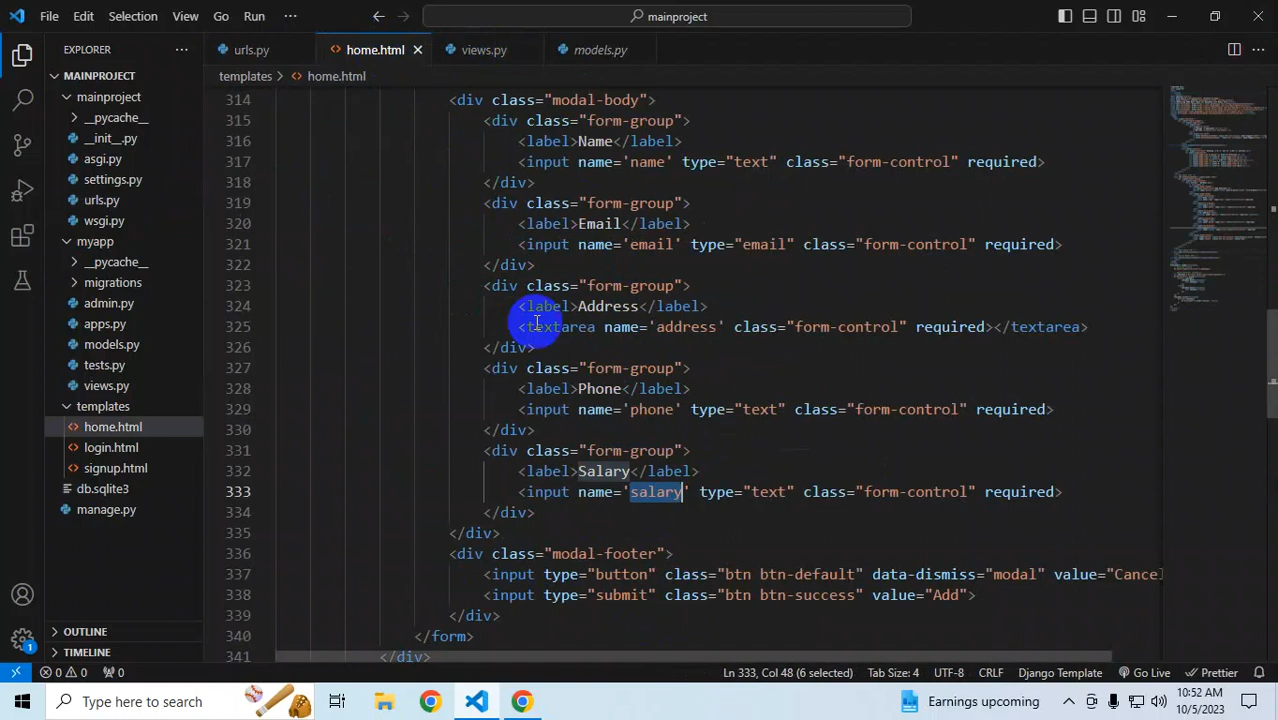 File Edit Selection View Go Run ··· mainproject
EXPLORER ··· urls.py home.html views.py models.py
MAINPROJECT templates > home.html
mainproject
__pycache__
__init__.py
asgi.py
settings.py
urls.py
wsgi.py
myapp
__pycache__
migrations
admin.py
apps.py
models.py
tests.py
views.py
templates
home.html
login.html
signup.html
db.sqlite3
manage.py
OUTLINE
TIMELINE
314 <div class="modal-body">
315 <div class="form-group">
316 <label>Name</label>
317 <input name='name' type="text" class="form-control" required>
318 </div>
319 <div class="form-group">
320 <label>Email</label>
321 <input name='email' type="email" class="form-control" required>
322 </div>
323 <div class="form-group">
324 <label>Address</label>
325 <textarea name='address' class="form-control" required></textarea>
326 </div>
327 <div class="form-group">
328 <label>Phone</label>
329 <input name='phone' type="text" class="form-control" required>
330 </div>
331 <div class="form-group">
332 <label>Salary</label>
333 <input name='salary' type="text" class="form-control" required>
334 </div>
335 </div>
336 <div class="modal-footer">
337 <input type="button" class="btn btn-default" data-dismiss="modal" value="Cancel
338 <input type="submit" class="btn btn-success" value="Add">
339 </div>
340 </form>
341 </div>
1
0 0 0 Ln 333, Col 48 (6 selected) Tab Size: 4 UTF-8 CRLF Django Template Go Live Prettier
Type here to search Earnings upcoming 10:52 AM
10/5/2023